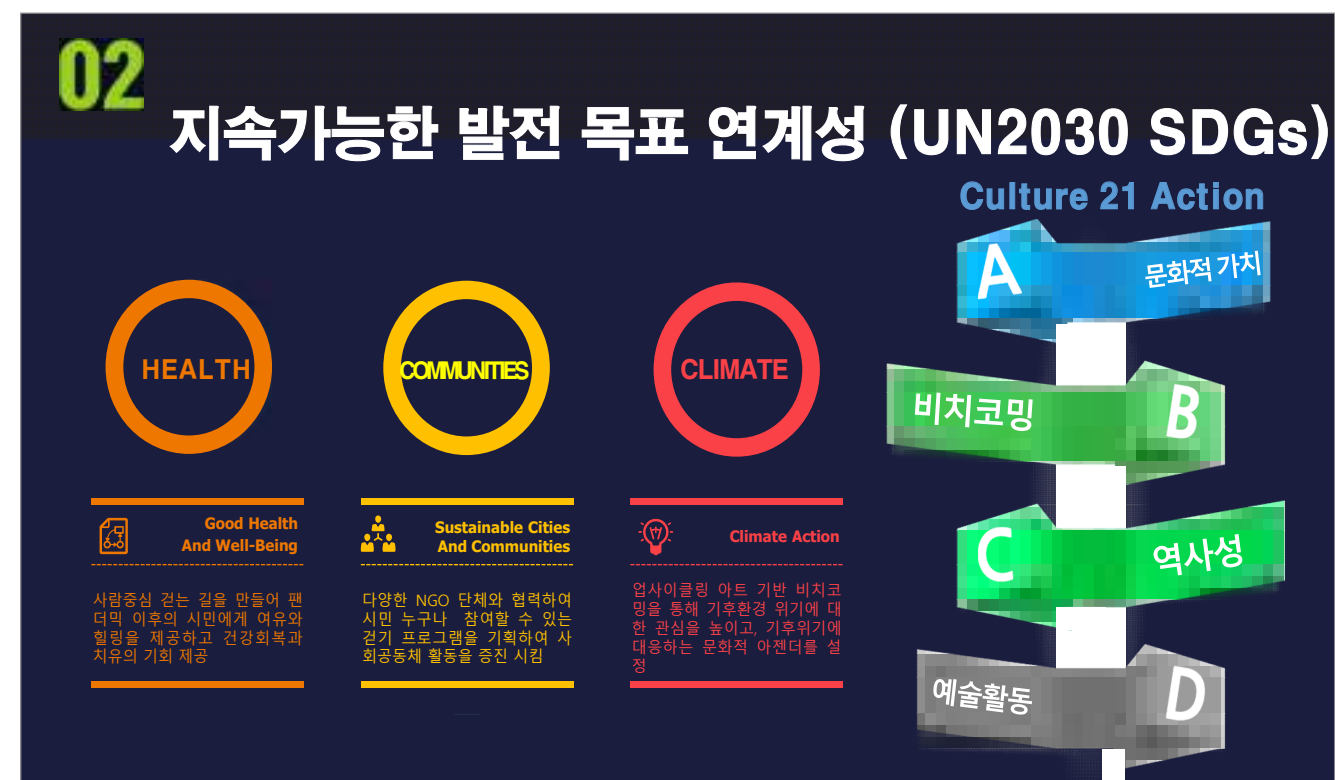 02
지속가능한 발전 목표 연계성 (UN2030 SDGs)
Culture 21 Action
A
문화적 가치
비치코밍
B
C
역사성
예술활동
D
HEALTH
Good Health
And Well-Being
사람중심 걷는 길을 만들어 팬
더믹 이후의 시민에게 여유와
힐링을 제공하고 건강회복과
치유의 기회 제공
COMMUNITIES
Sustainable Cities
And Communities
다양한 NGO 단체와 협력하여
시민 누구나 참여할 수 있는
걷기 프로그램을 기획하여 사
회공동체 활동을 증진 시킴
CLIMATE
Climate Action
업사이클링 아트 기반 비치코
밍을 통해 기후환경 위기에 대
한 관심을 높이고, 기후위기에
대응하는 문화적 아젠더를 설
정